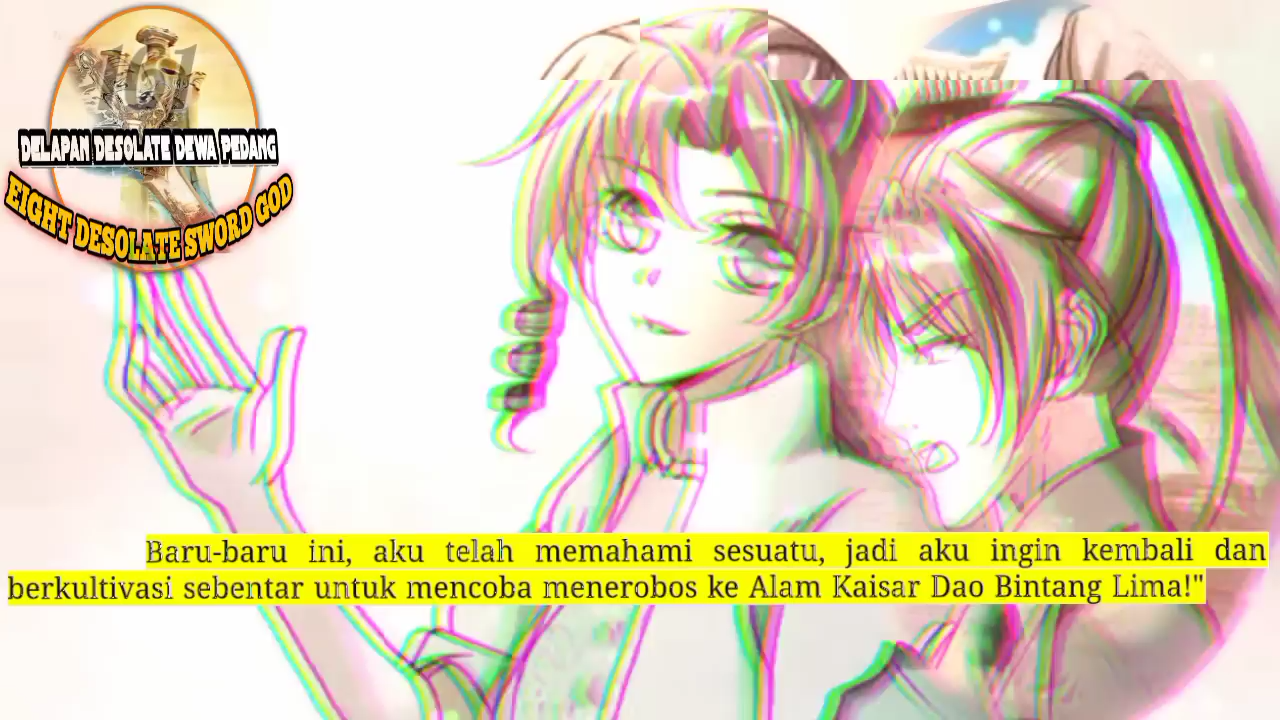 161
DELAPAN DESOLATE DEWA PEDANG
EIGHT DESOLATE SWORD GOD
Baru-baru ini, aku telah memahami sesuatu, jadi aku ingin kembali dan
berkultivasi sebentar untuk mencoba menerobos ke Alam Kaisar Dao Bintang Lima!"